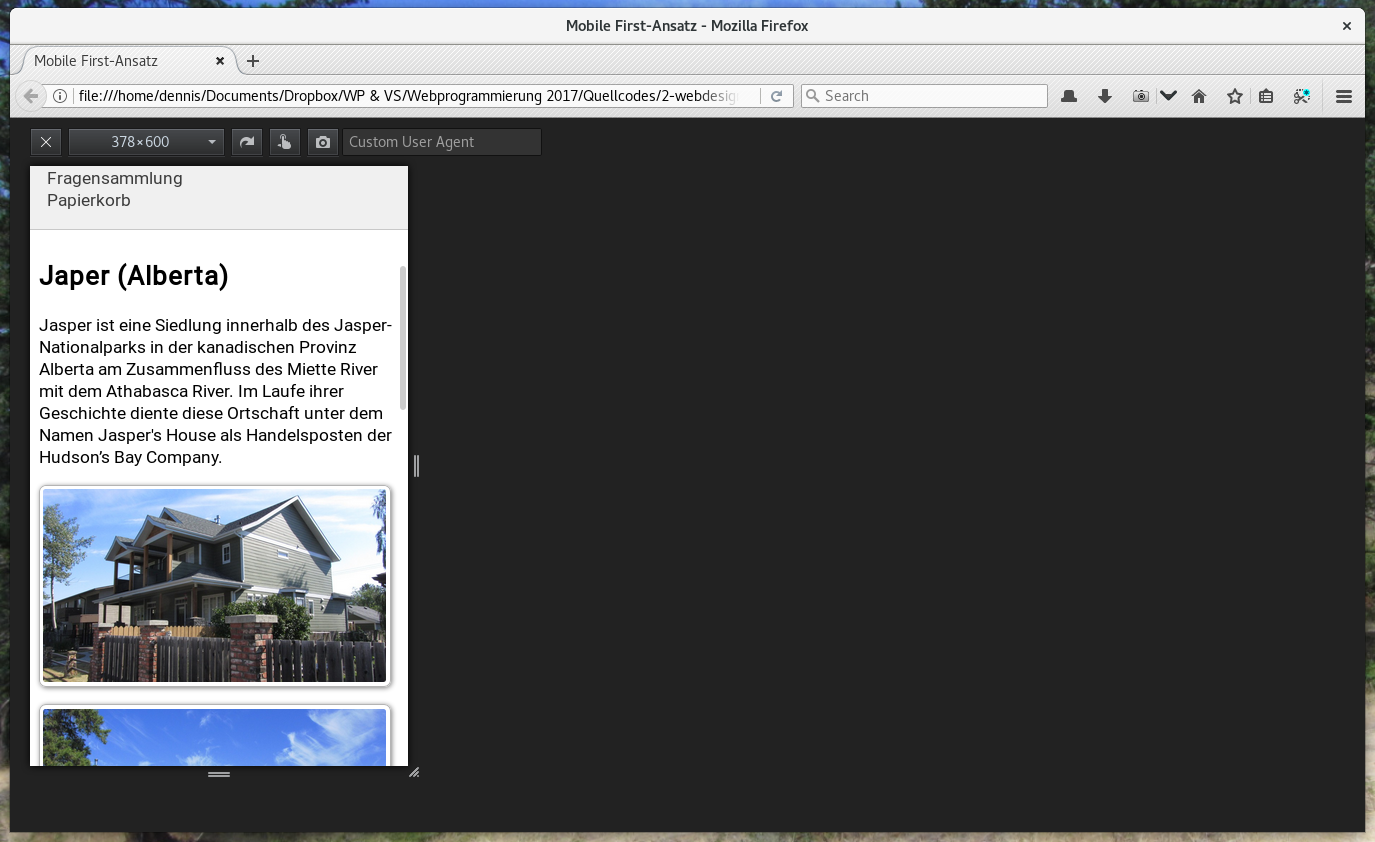 Mobile First-Ansatz - Mozilla Firefox
Mobile First-Ansatz
file:///home/dennis/Documents/Dropbox/WP & VS/Webprogrammierung 2017/Quellcodes/2-webdesig
Search
378×600
Custom User Agent
Fragensammlung
Papierkorb
Japer (Alberta)
Jasper ist eine Siedlung innerhalb des Jasper-
Nationalparks in der kanadischen Provinz
Alberta am Zusammenfluss des Miette River
mit dem Athabasca River. Im Laufe ihrer
Geschichte diente diese Ortschaft unter dem
Namen Jasper's House als Handelsposten der
Hudson’s Bay Company.